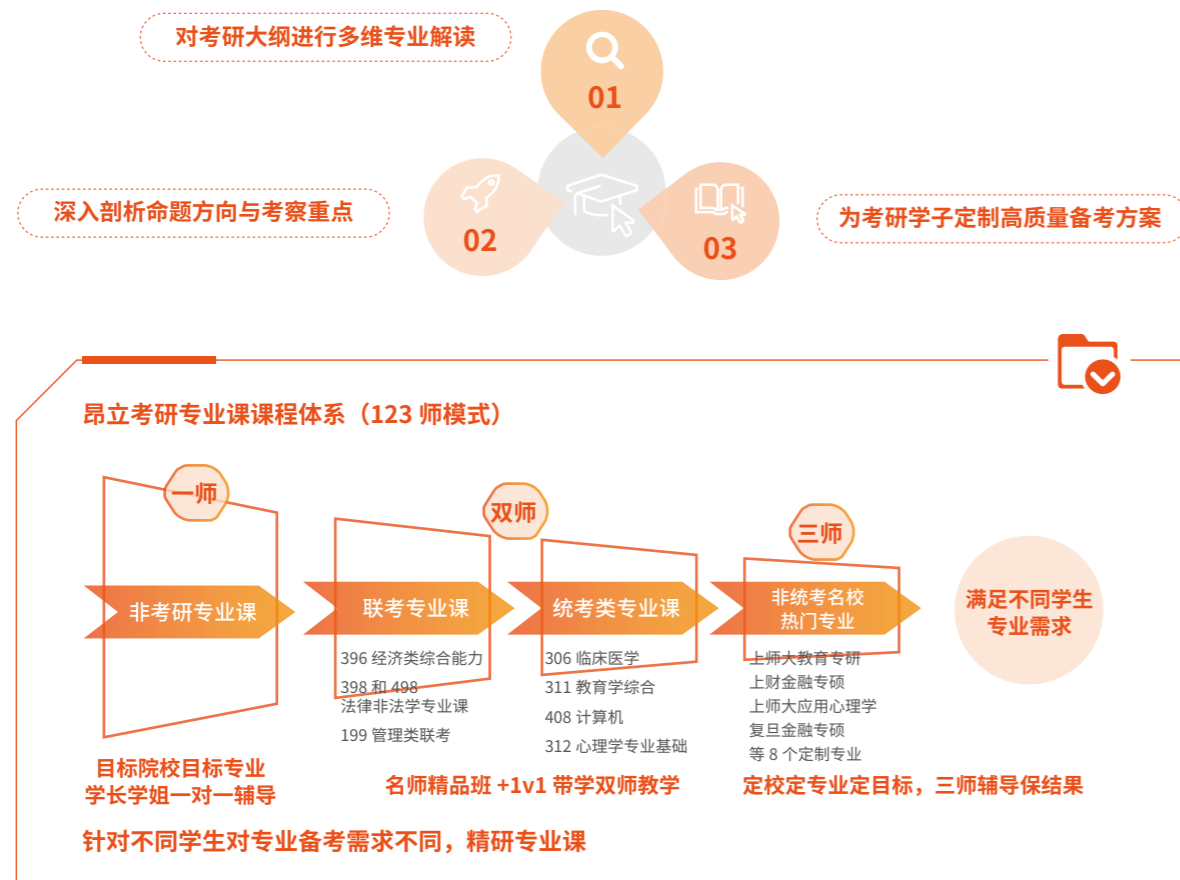 对考研大纲进行多维专业解读
01
深入剖析命题方向与考察重点
02
03
为考研学子定制高质量备考方案
昂立考研专业课课程体系（123 师模式）
一师
双师
三师
非考研专业课
联考专业课
统考类专业课
非统考名校
热门专业
满足不同学生
专业需求
396 经济类综合能力
398 和 498
法律非法学专业课
199 管理类联考
306 临床医学
311 教育学综合
408 计算机
312 心理学专业基础
上师大教育专研
上财金融专硕
上师大应用心理学
复旦金融专硕
等 8 个定制专业
目标院校目标专业
学长学姐一对一辅导
名师精品班 +1v1 带学双师教学
定校定专业定目标，三师辅导保结果
针对不同学生对专业备考需求不同，精研专业课